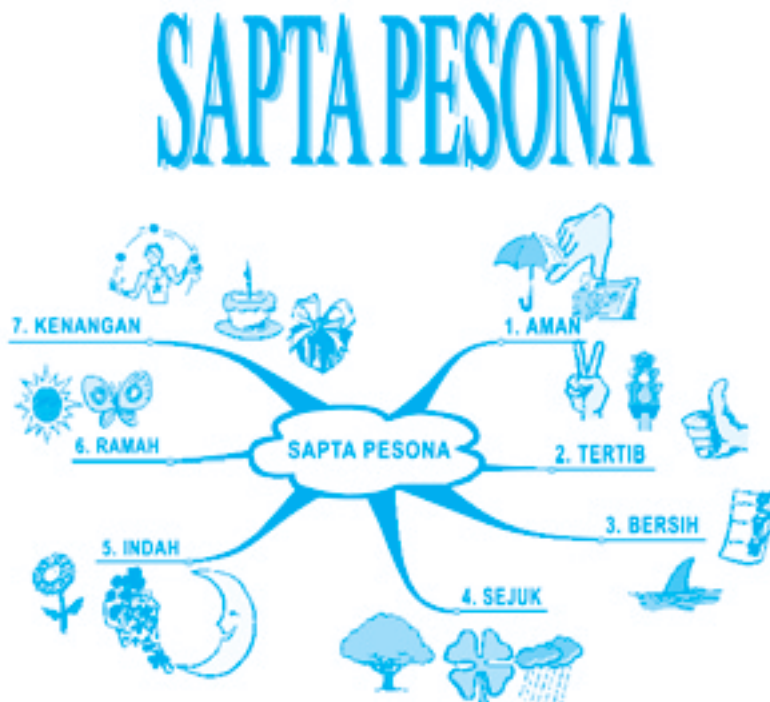 SAPTA PESONA
SAPTA PESONA
1. AMAN
2. TERTIB
3. BERSIH
4. SEJUK
5. INDAH
6. RAMAH
7. KENANGAN